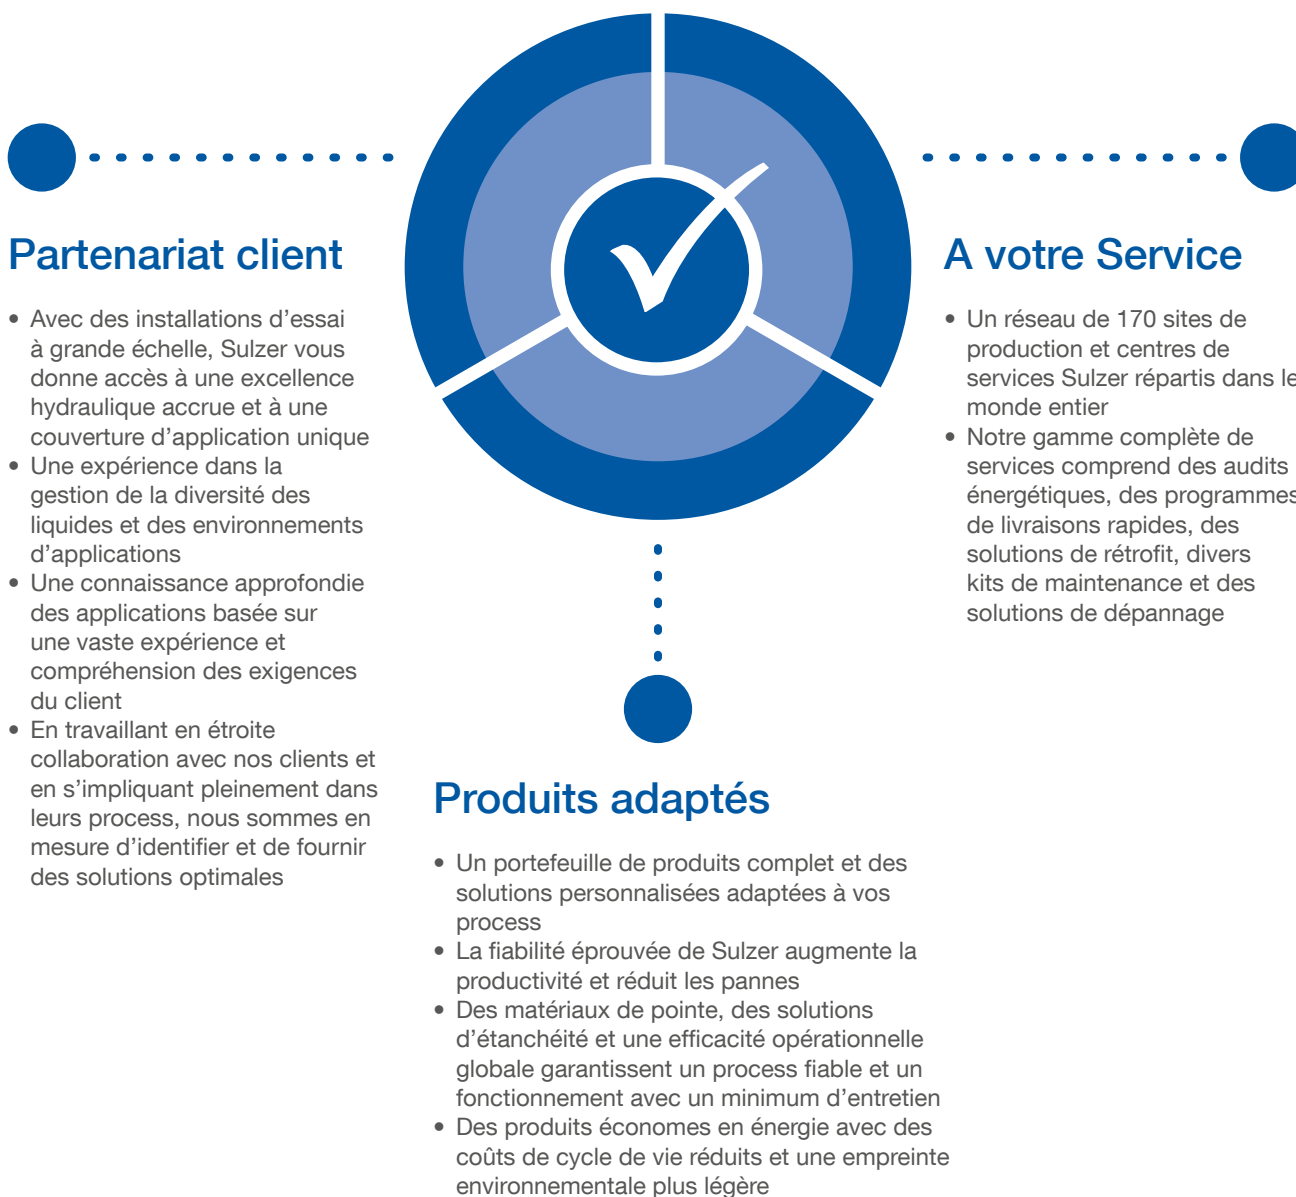 Partenariat client
• Avec des installations d’essai
à grande échelle, Sulzer vous
donne accès à une excellence
hydraulique accrue et à une
couverture d’application unique
• Une expérience dans la
gestion de la diversité des
liquides et des environnements
d’applications
• Une connaissance approfondie
des applications basée sur
une vaste expérience et
compréhension des exigences
du client
• En travaillant en étroite
collaboration avec nos clients et
en s’impliquant pleinement dans
leurs process, nous sommes en
mesure d’identifier et de fournir
des solutions optimales
Produits adaptés
• Un portefeuille de produits complet et des
solutions personnalisées adaptées à vos
process
• La fiabilité éprouvée de Sulzer augmente la
productivité et réduit les pannes
• Des matériaux de pointe, des solutions
d’étanchéité et une efficacité opérationnelle
globale garantissent un process fiable et un
fonctionnement avec un minimum d’entretien
• Des produits économes en énergie avec des
coûts de cycle de vie réduits et une empreinte
environnementale plus légère
A votre Service
• Un réseau de 170 sites de
production et centres de
services Sulzer répartis dans le
monde entier
• Notre gamme complète de
services comprend des audits
énergétiques, des programmes
de livraisons rapides, des
solutions de rétrofit, divers
kits de maintenance et des
solutions de dépannage